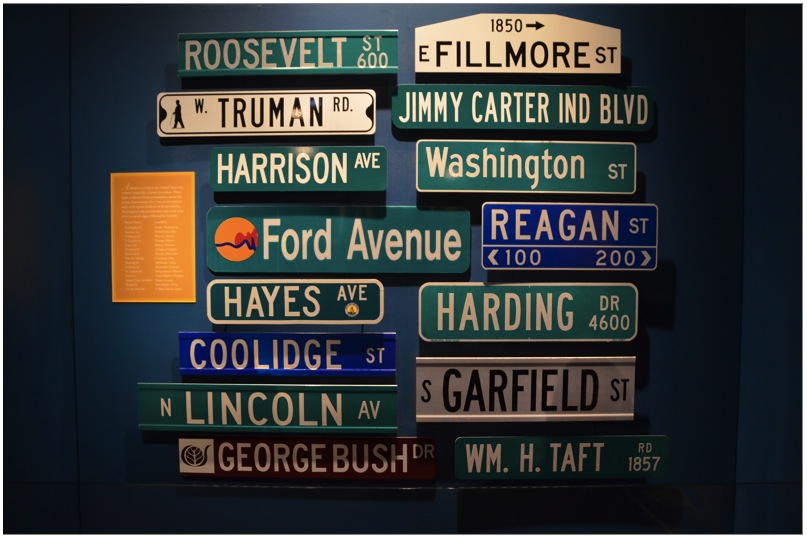 ROOSEVELT ST 600
W. TRUMAN RD.
HARRISON AVE
Ford Avenue
HAYES AVE
COOLIDGE ST
N LINCOLN AV
GEORGE BUSH DR
1850→
E FILLMORE ST
JIMMY CARTER IND BLVD
Washington ST
REAGAN ST
<100 200>
HARDING DR 4600
S GARFIELD ST
WM. H. TAFT RD 1857